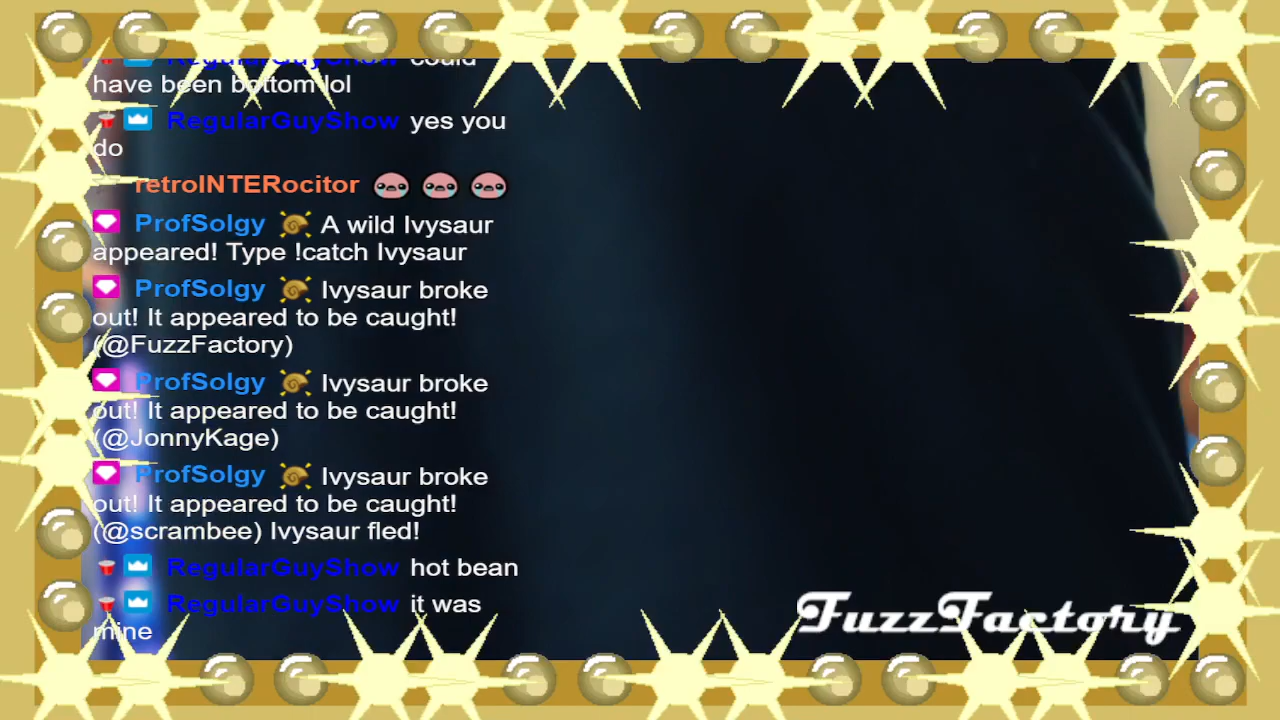 RegularGuyShow could
have been bottom lol
RegularGuyShow yes you
do
retroINTERocitor
ProfSolgy A wild Ivysaur
appeared! Type !catch Ivysaur
ProfSolgy Ivysaur broke
out! It appeared to be caught!
(@FuzzFactory)
ProfSolgy Ivysaur broke
out! It appeared to be caught!
(@JonnyKage)
ProfSolgy Ivysaur broke
out! It appeared to be caught!
(@scrambee) Ivysaur fled!
RegularGuyShow hot bean
RegularGuyShow it was
mine
FuzzFactory